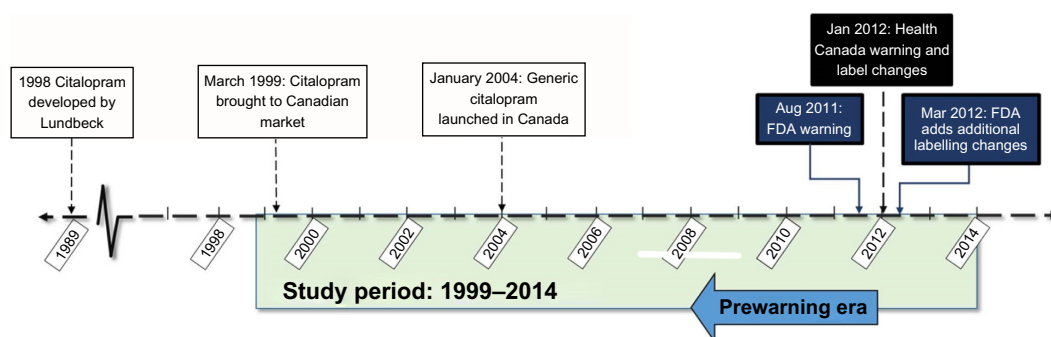 Jan 2012: Health
Canada warning and
label changes
1998 Citalopram
developed by
Lundbeck
March 1999: Citalopram
brought to Canadian
market
January 2004: Generic
citalopram
launched in Canada
Aug 2011:
FDA warning
Mar 2012: FDA
adds additional
labelling changes
1989
1998
2000
2002
2004
2006
2008
2010
2012
2014
Study period: 1999–2014
Prewarning era